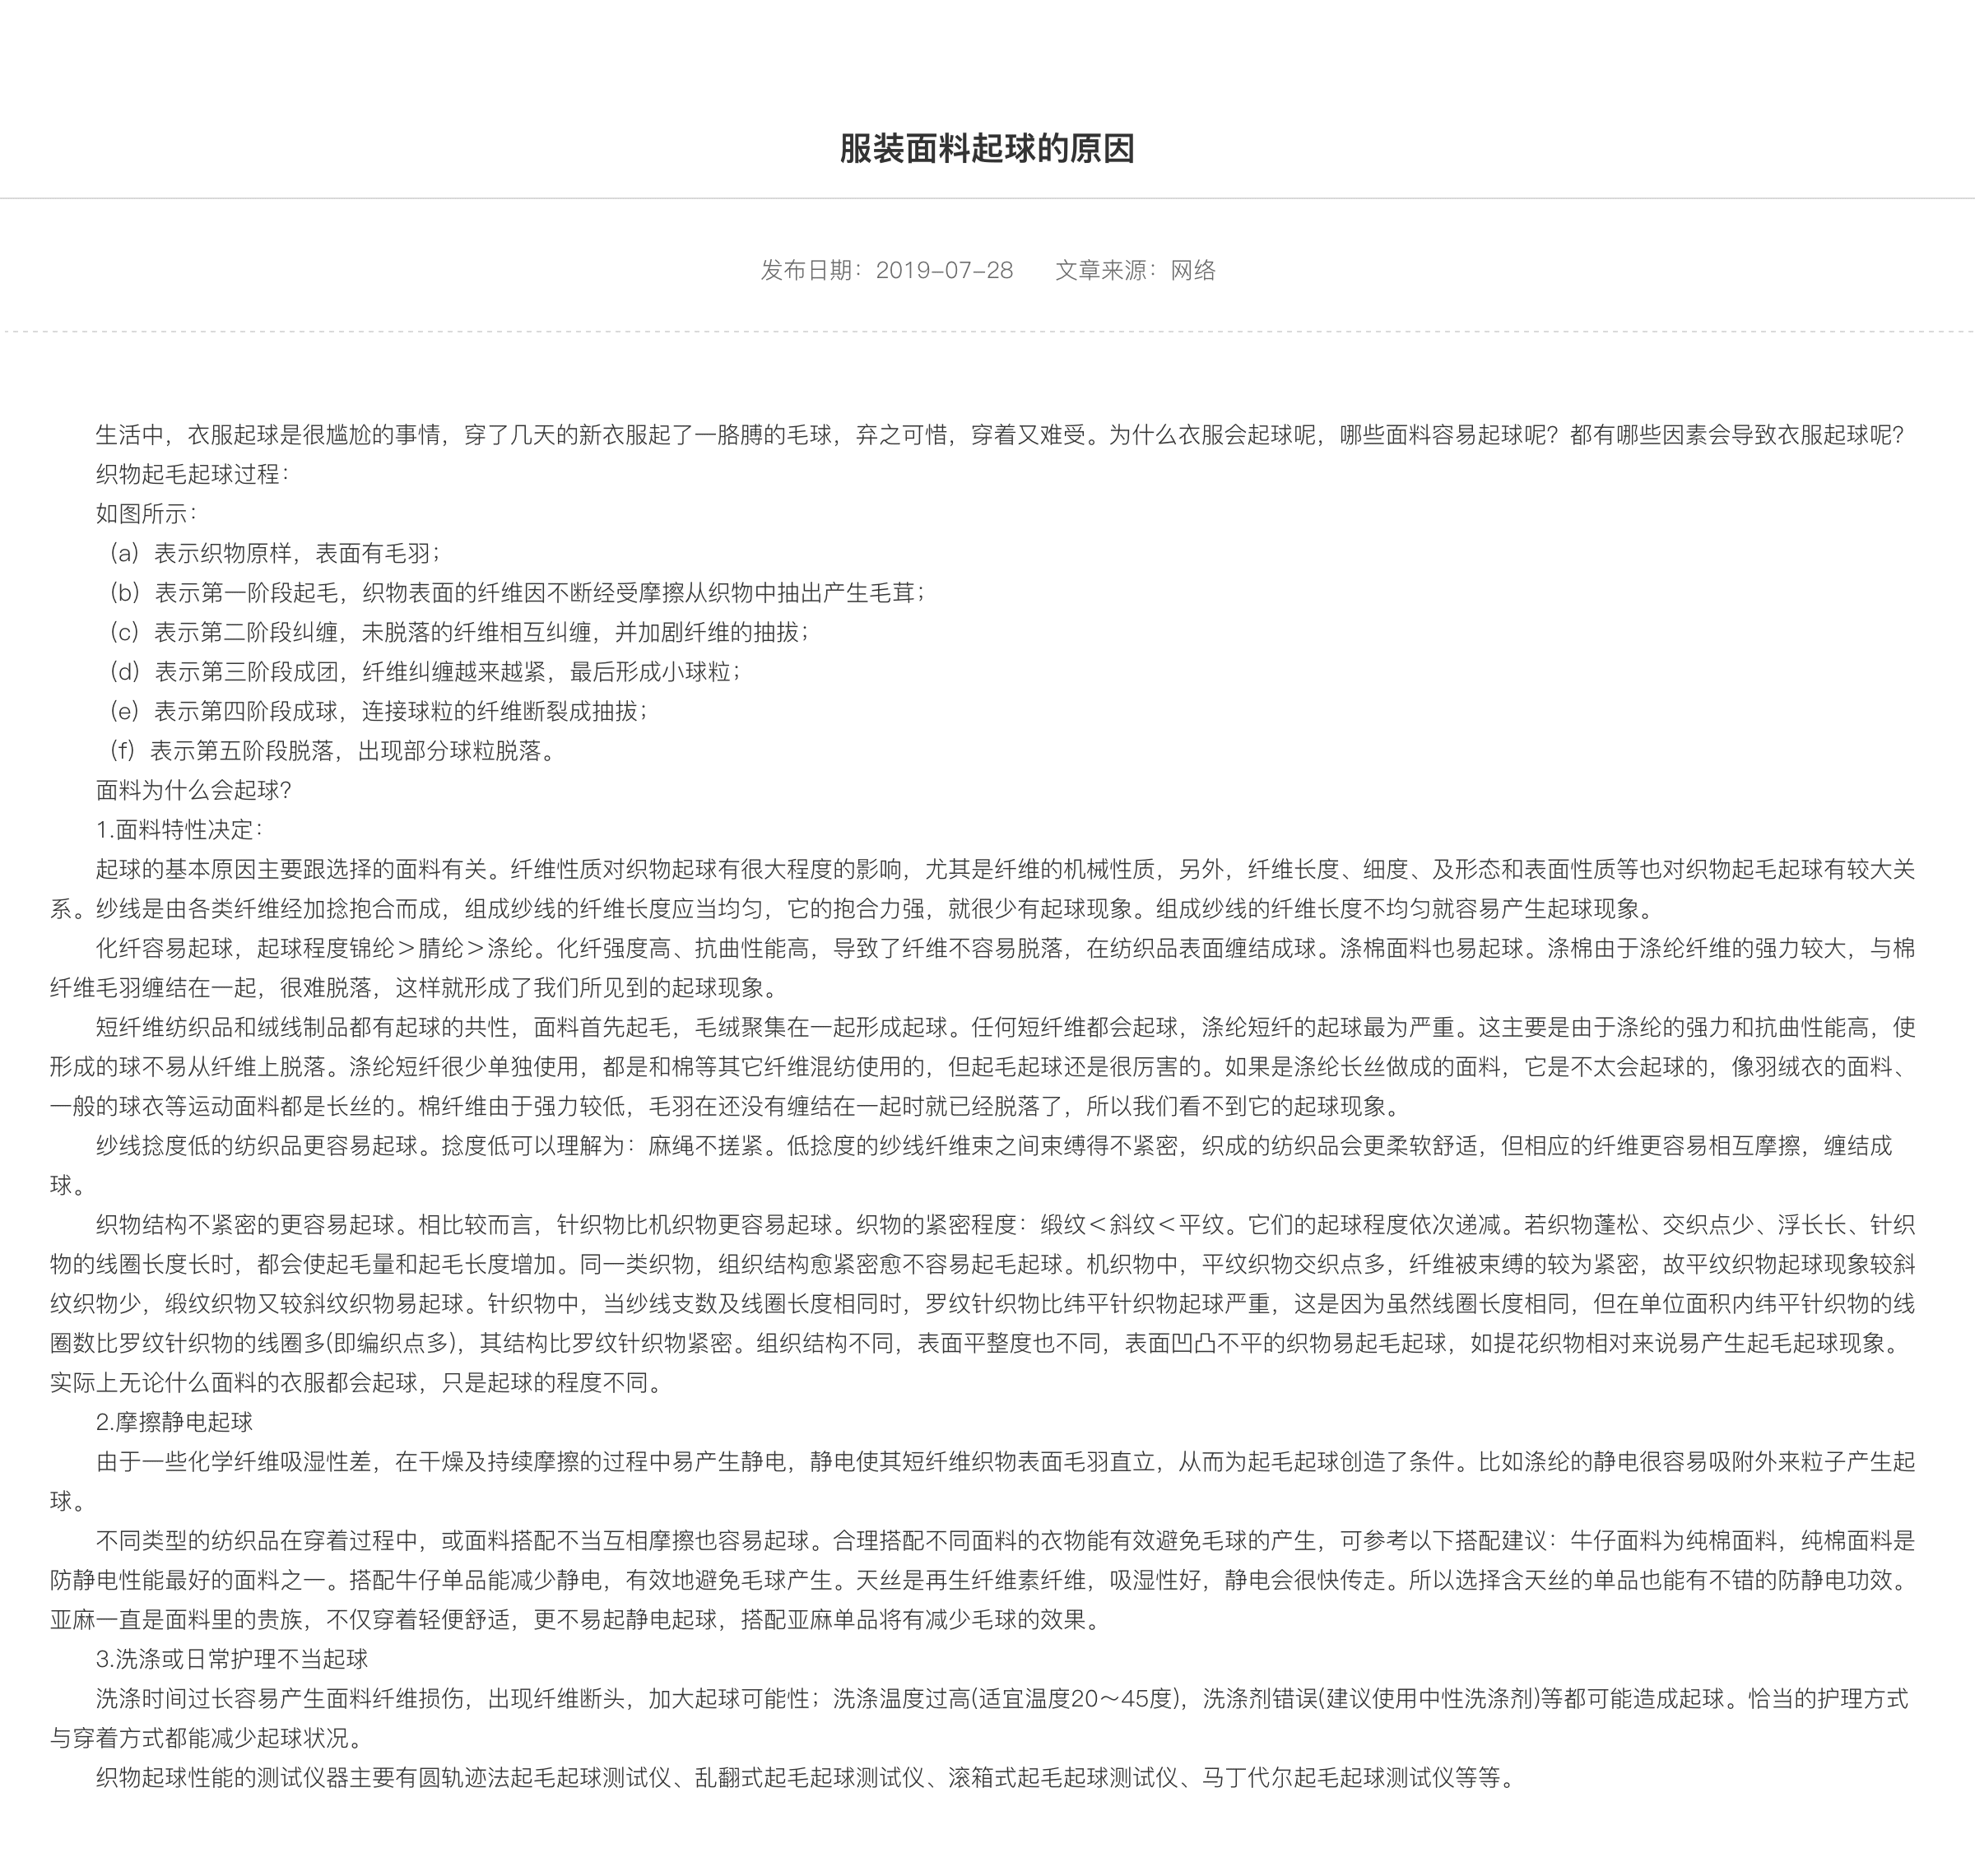 服装面料起球的原因
发布日期：2019-07-28 文章来源：网络
生活中，衣服起球是很尴尬的事情，穿了几天的新衣服起了一胳膊的毛球，弃之可惜，穿着又难受。为什么衣服会起球呢，哪些面料容易起球呢？都有哪些因素会导致衣服起球呢？
织物起毛起球过程：
如图所示：
（a）表示织物原样，表面有毛羽；
（b）表示第一阶段起毛，织物表面的纤维因不断经受摩擦从织物中抽出产生毛茸；
（c）表示第二阶段纠缠，未脱落的纤维相互纠缠，并加剧纤维的抽拔；
（d）表示第三阶段成团，纤维纠缠越来越紧，最后形成小球粒；
（e）表示第四阶段成球，连接球粒的纤维断裂成抽拔；
（f）表示第五阶段脱落，出现部分球粒脱落。
面料为什么会起球？
1.面料特性决定：
起球的基本原因主要跟选择的面料有关。纤维性质对织物起球有很大程度的影响，尤其是纤维的机械性质，另外，纤维长度、细度、及形态和表面性质等也对织物起毛起球有较大关
系。纱线是由各类纤维经加捻抱合而成，组成纱线的纤维长度应当均匀，它的抱合力强，就很少有起球现象。组成纱线的纤维长度不均匀就容易产生起球现象。
化纤容易起球，起球程度锦纶＞腈纶＞涤纶。化纤强度高、抗曲性能高，导致了纤维不容易脱落，在纺织品表面缠结成球。涤棉面料也易起球。涤棉由于涤纶纤维的强力较大，与棉
纤维毛羽缠结在一起，很难脱落，这样就形成了我们所见到的起球现象。
短纤维纺织品和绒线制品都有起球的共性，面料首先起毛，毛绒聚集在一起形成起球。任何短纤维都会起球，涤纶短纤的起球最为严重。这主要是由于涤纶的强力和抗曲性能高，使
形成的球不易从纤维上脱落。涤纶短纤很少单独使用，都是和棉等其它纤维混纺使用的，但起毛起球还是很厉害的。如果是涤纶长丝做成的面料，它是不太会起球的，像羽绒衣的面料、
一般的球衣等运动面料都是长丝的。棉纤维由于强力较低，毛羽在还没有缠结在一起时就已经脱落了，所以我们看不到它的起球现象。
纱线捻度低的纺织品更容易起球。捻度低可以理解为：麻绳不搓紧。低捻度的纱线纤维束之间束缚得不紧密，织成的纺织品会更柔软舒适，但相应的纤维更容易相互摩擦，缠结成
球。
织物结构不紧密的更容易起球。相比较而言，针织物比机织物更容易起球。织物的紧密程度：缎纹＜斜纹＜平纹。它们的起球程度依次递减。若织物蓬松、交织点少、浮长长、针织
物的线圈长度长时，都会使起毛量和起毛长度增加。同一类织物，组织结构愈紧密愈不容易起毛起球。机织物中，平纹织物交织点多，纤维被束缚的较为紧密，故平纹织物起球现象较斜
纹织物少，缎纹织物又较斜纹织物易起球。针织物中，当纱线支数及线圈长度相同时，罗纹针织物比纬平针织物起球严重，这是因为虽然线圈长度相同，但在单位面积内纬平针织物的线
圈数比罗纹针织物的线圈多(即编织点多)，其结构比罗纹针织物紧密。组织结构不同，表面平整度也不同，表面凹凸不平的织物易起毛起球，如提花织物相对来说易产生起毛起球现象。
实际上无论什么面料的衣服都会起球，只是起球的程度不同。
2.摩擦静电起球
由于一些化学纤维吸湿性差，在干燥及持续摩擦的过程中易产生静电，静电使其短纤维织物表面毛羽直立，从而为起毛起球创造了条件。比如涤纶的静电很容易吸附外来粒子产生起
球。
不同类型的纺织品在穿着过程中，或面料搭配不当互相摩擦也容易起球。合理搭配不同面料的衣物能有效避免毛球的产生，可参考以下搭配建议：牛仔面料为纯棉面料，纯棉面料是
防静电性能最好的面料之一。搭配牛仔单品能减少静电，有效地避免毛球产生。天丝是再生纤维素纤维，吸湿性好，静电会很快传走。所以选择含天丝的单品也能有不错的防静电功效。
亚麻一直是面料里的贵族，不仅穿着轻便舒适，更不易起静电起球，搭配亚麻单品将有减少毛球的效果。
3.洗涤或日常护理不当起球
洗涤时间过长容易产生面料纤维损伤，出现纤维断头，加大起球可能性；洗涤温度过高(适宜温度20～45度)，洗涤剂错误(建议使用中性洗涤剂)等都可能造成起球。恰当的护理方式
与穿着方式都能减少起球状况。
织物起球性能的测试仪器主要有圆轨迹法起毛起球测试仪、乱翻式起毛起球测试仪、滚箱式起毛起球测试仪、马丁代尔起毛起球测试仪等等。